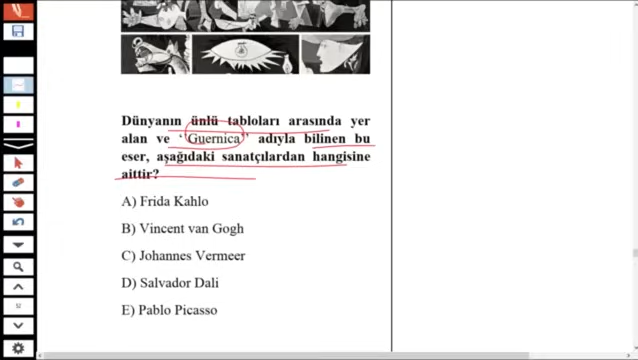 Dünyanın ünlü tabloları arasında yer
alan ve ‘‘Guernica’’ adıyla bilinen bu
eser, aşağıdaki sanatçılardan hangisine
aittir?
A) Frida Kahlo
B) Vincent van Gogh
C) Johannes Vermeer
D) Salvador Dali
E) Pablo Picasso